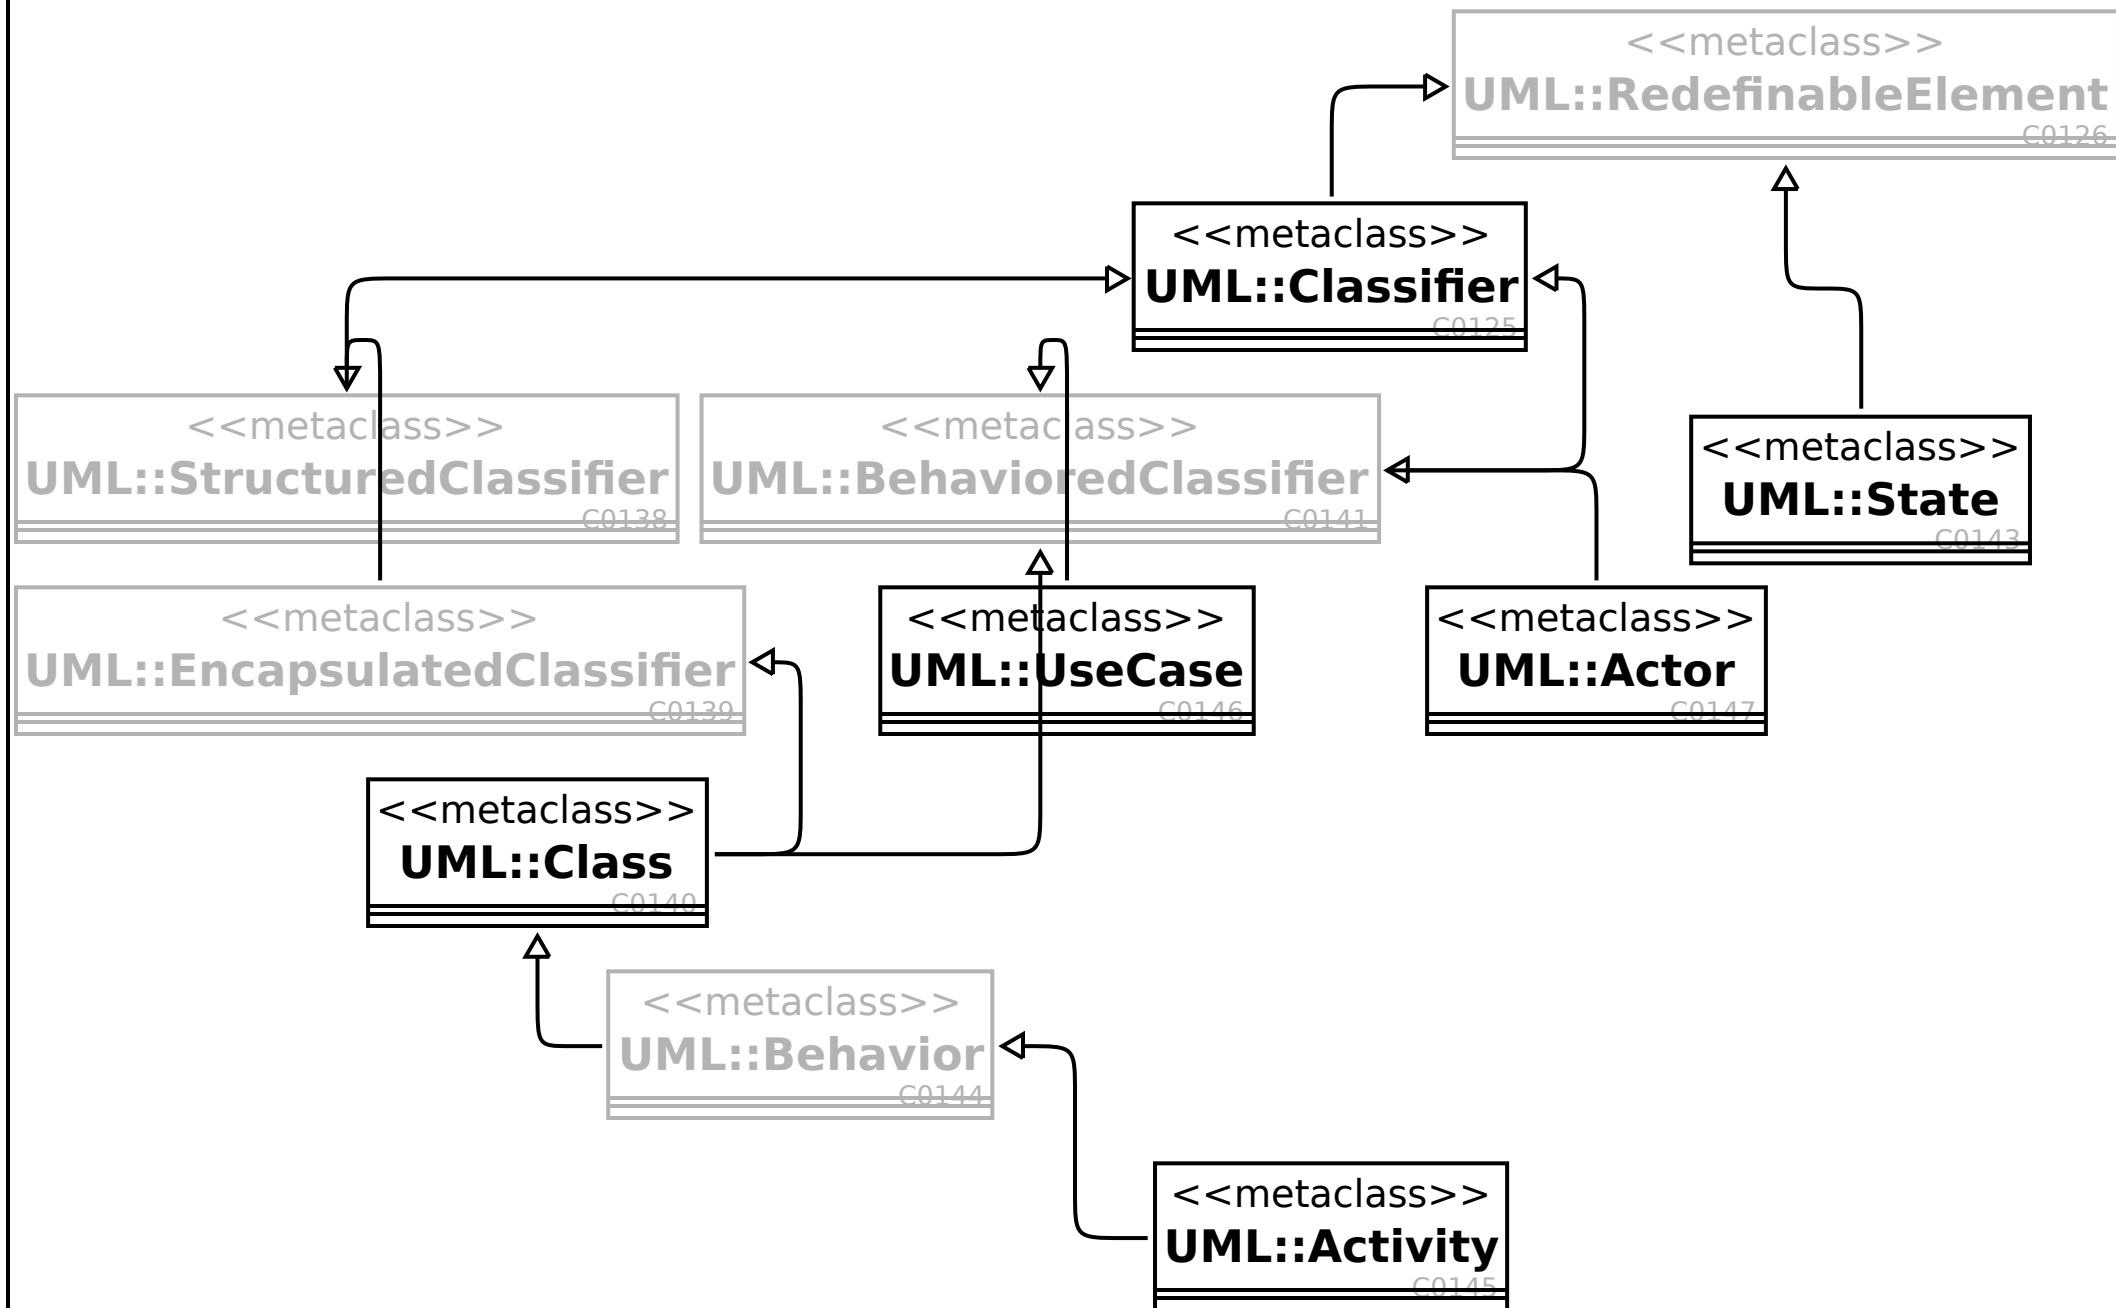 <<metaclass>>
UML::RedefinableElement
C0126
<<metaclass>>
UML::Classifier
C0125
<<metaclass>>
UML::StructuredClassifier
C0138
<<metaclass>>
UML::BehavioredClassifier
C0141
<<metaclass>>
UML::State
C0143
<<metaclass>>
UML::EncapsulatedClassifier
C0139
<<metaclass>>
UML::UseCase
C0146
<<metaclass>>
UML::Actor
C0147
<<metaclass>>
UML::Class
C0140
<<metaclass>>
UML::Behavior
C0144
<<metaclass>>
UML::Activity
C0145